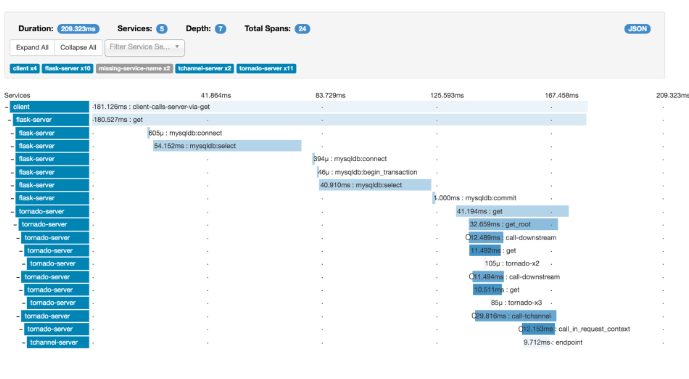 Duration: 209.323ms Services: 5 Depth: 7 Total Spans: 24 JSON
Expand All Collapse All Filter Service Se...
client x4 flask-server x10 missing-service-name x2 tchannel-server x2 tornado-server x11
Services 41.864ms 83.729ms 125.593ms 167.458ms 209.323ms
- client 181.126ms : client-calls-server-via-get
- flask-server 180.527ms : get
- flask-server 605μ : mysqldb:connect
- flask-server 54.152ms : mysqldb:select
- flask-server 394μ : mysqldb:connect
- flask-server 46μ : mysqldb:begin_transaction
- flask-server 40.910ms : mysqldb:select
- flask-server 1.000ms : mysqldb:commit
- tornado-server 41.194ms : get
- tornado-server 32.659ms : get_root
- tornado-server 12.489ms : call-downstream
- tornado-server 11.492ms : get
- tornado-server 105μ : tornado-x2
- tornado-server 11.494ms : call-downstream
- tornado-server 10.511ms : get
- tornado-server 85μ : tornado-x3
- tornado-server 29.816ms : call-tchannel
- tornado-server 12.153ms : call_in_request_context
- tchannel-server 9.712ms : endpoint